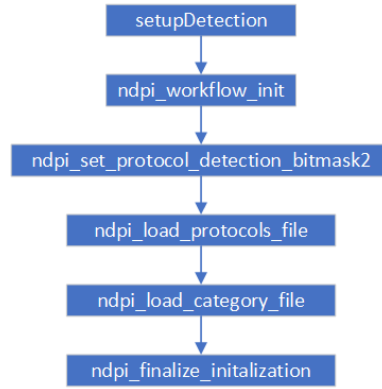 setupDetection
ndpi_workflow_init
ndpi_set_protocol_detection_bitmask2
ndpi_load_protocols_file
ndpi_load_category_file
ndpi_finalize_initalization